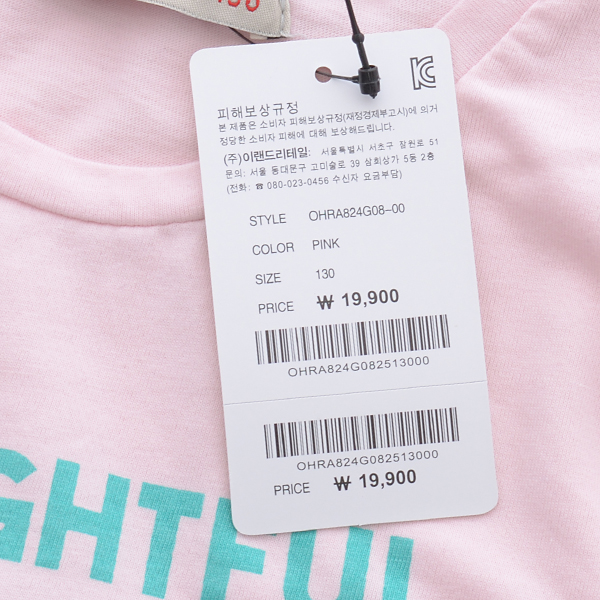 피해보상규정
본 제품은 소비자 피해보상규정(재정경제부고시)에 의거
정당한 소비자 피해에 대해 보상해드립니다.
(주)이랜드리테일: 서울특별시 서초구 잠원로 51
문의: 서울 동대문구 고미술로 39 삼희상가 5동 2층
(전화: ☎ 080-023-0456 수신자 요금부담)
STYLE OHRA824G08-00
COLOR PINK
SIZE 130
PRICE ₩ 19,900
OHRA824G082513000
OHRA824G082513000
PRICE ₩ 19,900
GHTFUL